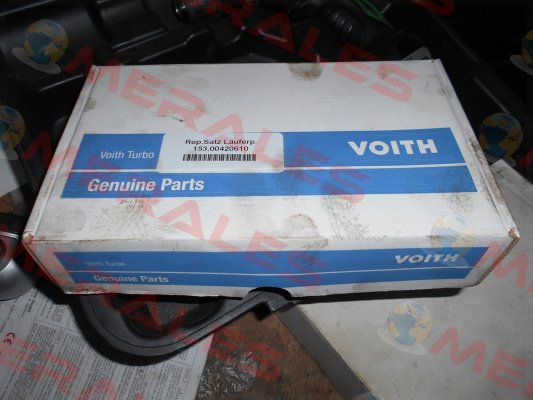 Rep.Satz Läuferp.
153.00420610
Voith Turbo
VOITH
Genuine Parts
Voith Turbo
VOITH
Genuine Parts
MERALES
MERALES
MERALES